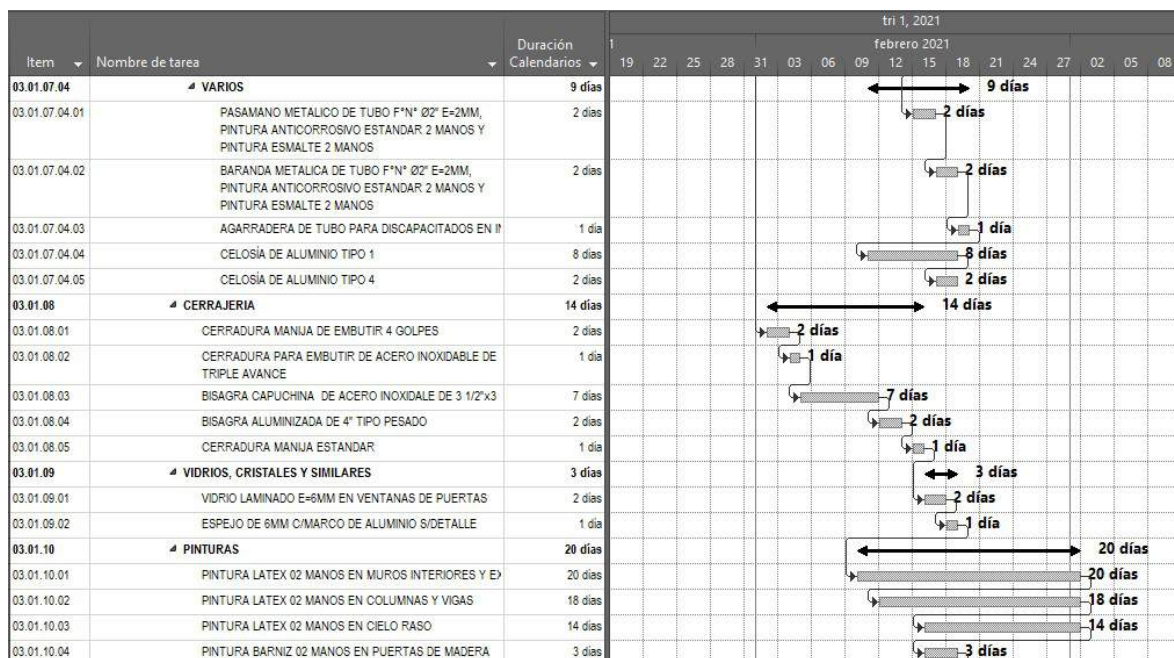 tri 1, 2021
Duración
1 febrero 2021
Item Nombre de tarea Calendarios 19 22 25 28 31 03 06 09 12 15 18 21 24 27 02 05 08
03.01.07.04 VARIOS 9 días 9 días
03.01.07.04.01 PASAMANO METALICO DE TUBO F°N° Ø2" E=2MM, 2 días 2 días
PINTURA ANTICORROSIVO ESTANDAR 2 MANOS Y
PINTURA ESMALTE 2 MANOS
03.01.07.04.02 BARANDA METALICA DE TUBO F°N° Ø2" E=2MM, 2 días 2 días
PINTURA ANTICORROSIVO ESTANDAR 2 MANOS Y
PINTURA ESMALTE 2 MANOS
03.01.07.04.03 AGARRADERA DE TUBO PARA DISCAPACITADOS EN 1 día 1 día
03.01.07.04.04 CELOSÍA DE ALUMINIO TIPO 1 8 días 8 días
03.01.07.04.05 CELOSÍA DE ALUMINIO TIPO 4 2 días 2 días
03.01.08 CERRAJERIA 14 días 14 días
03.01.08.01 CERRADURA MANIJA DE EMBUTIR 4 GOLPES 2 días 2 días
03.01.08.02 CERRADURA PARA EMBUTIR DE ACERO INOXIDABLE DE 1 día 1 día
TRIPLE AVANCE
03.01.08.03 BISAGRA CAPUCHINA DE ACERO INOXIDALE DE 3 1/2"x3 7 días 7 días
03.01.08.04 BISAGRA ALUMINIZADA DE 4" TIPO PESADO 2 días 2 días
03.01.08.05 CERRADURA MANIJA ESTANDAR 1 día 1 día
03.01.09 VIDRIOS, CRISTALES Y SIMILARES 3 días 3 días
03.01.09.01 VIDRIO LAMINADO E=6MM EN VENTANAS DE PUERTAS 2 días 2 días
03.01.09.02 ESPEJO DE 6MM C/MARCO DE ALUMINIO S/DETALLE 1 día 1 día
03.01.10 PINTURAS 20 días 20 días
03.01.10.01 PINTURA LATEX 02 MANOS EN MUROS INTERIORES Y 20 días 20 días
03.01.10.02 PINTURA LATEX 02 MANOS EN COLUMNAS Y VIGAS 18 días 18 días
03.01.10.03 PINTURA LATEX 02 MANOS EN CIELO RASO 14 días 14 días
03.01.10.04 PINTURA BARNIZ 02 MANOS EN PUERTAS DE MADERA 3 días 3 días